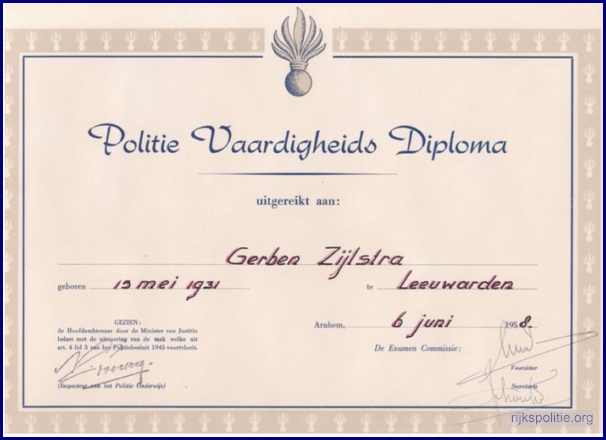 Politie Vaardigheids Diploma
uitgereikt aan:
Gerben Zijlstra
geboren 15 mei 1931 te Leeuwarden
GEZIEN:
de Hoofdambtenaar door de Minister van Justitie
belast met de uitoefening van de taak welke uit
art. 4 lid 3 van het Politiebesluit 1945 voortvloeit.
Arnhem, 6 juni 1958.
De Examen Commissie:
Voorzitter
(Inspecteur van het Politie Onderwijs)
Secretaris
rijkspolitie.org